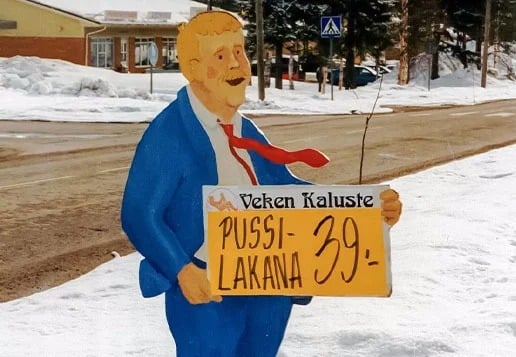 Veken Kaluste
PUSSI-
LAKANA 39.-